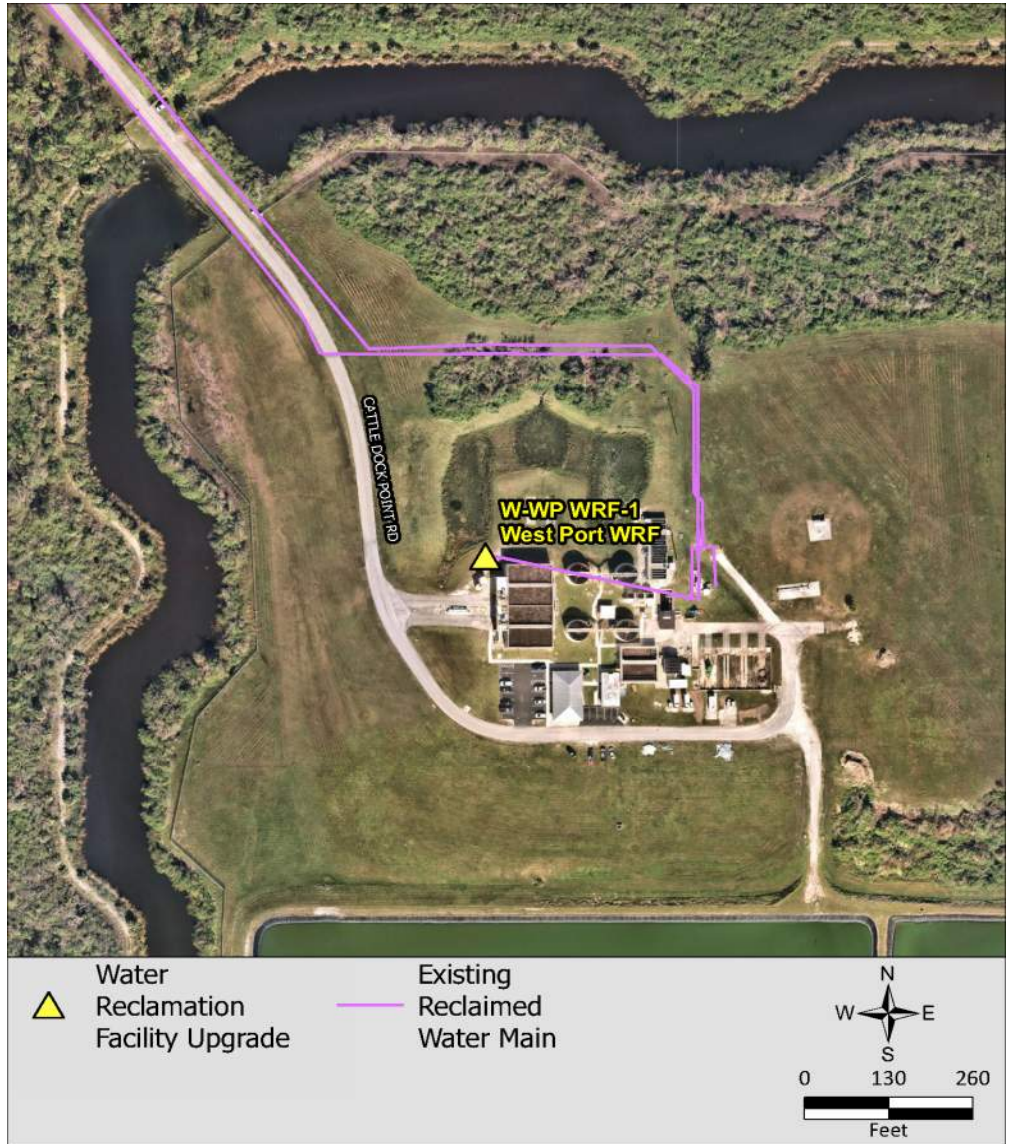 CATTLE DOCK POINT RD
W-WP WRF-1
West Port WRF
Water
Reclamation
Facility Upgrade
Existing
Reclaimed
Water Main
N
W E
S
0 130 260
Feet